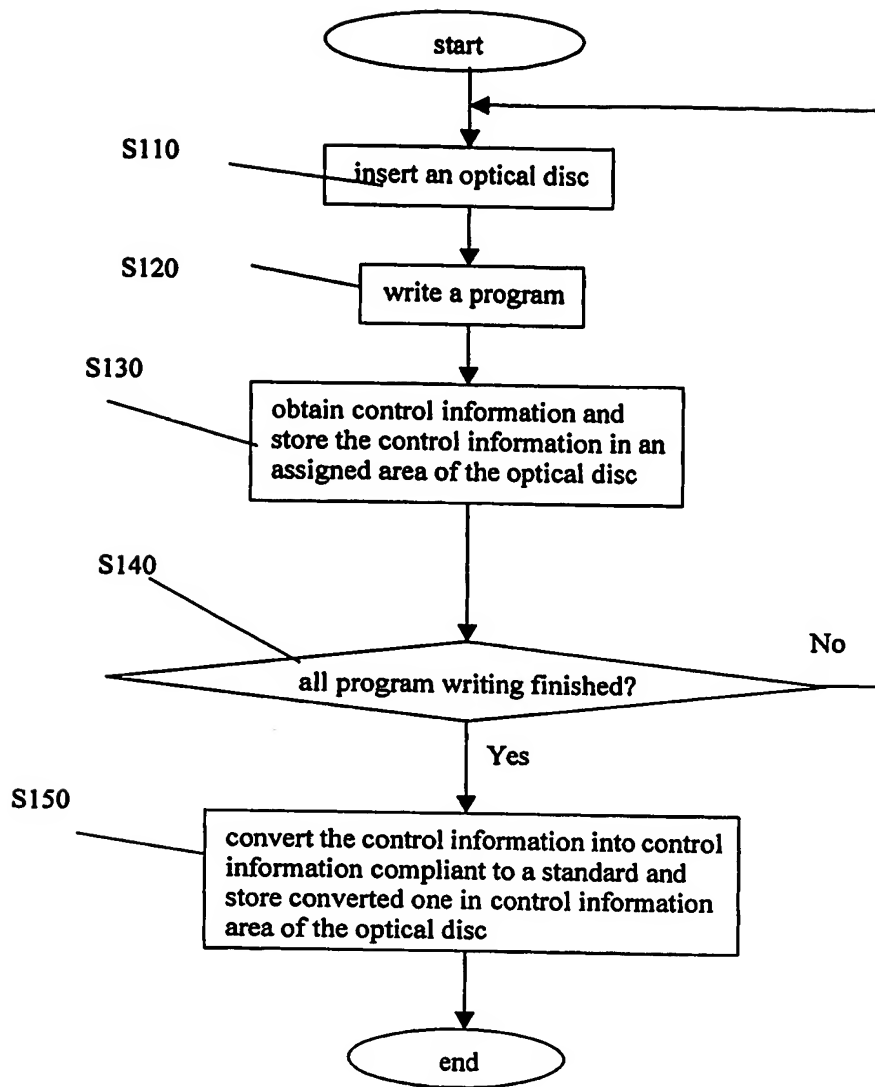 start
S110
insert an optical disc
S120
write a program
S130
obtain control information and
store the control information in an
assigned area of the optical disc
S140
No
all program writing finished?
Yes
S150
convert the control information into control
information compliant to a standard and
store converted one in control information
area of the optical disc
end